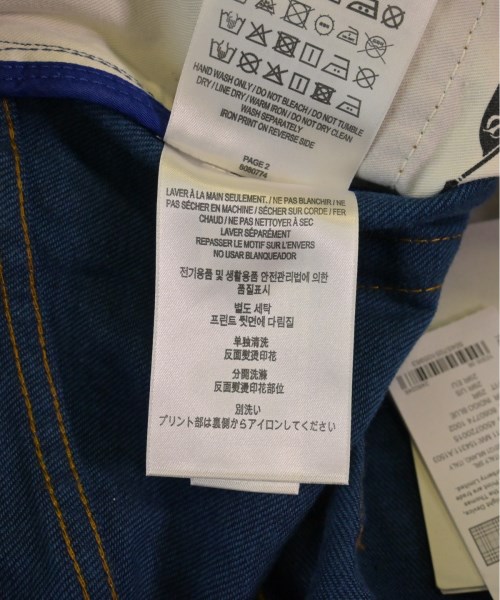 HAND WASH ONLY / DO NOT BLEACH / DO NOT TUMBLE
DRY / LINE DRY / WARM IRON / DO NOT DRY CLEAN
WASH SEPARATELY
IRON PRINT ON REVERSE SIDE
PAGE 2
8080774
LAVER À LA MAIN SEULEMENT. / NE PAS BLANCHIR / NE
PAS SÉCHER EN MACHINE / SÉCHER SUR CORDE / FER
CHAUD / NE PAS NETTOYER À SEC
LAVER SÉPARÉMENT
REPASSER LE MOTIF SUR L'ENVERS
NO USAR BLANQUEADOR
전기용품 및 생활용품 안전관리법에 의한
품질표시
별도 세탁
프린트 뒷면에 다림질
单独清洗
反面熨烫印花
分開洗滌
反面熨燙印花部位
別洗い
プリント部は裏側からアイロンしてください